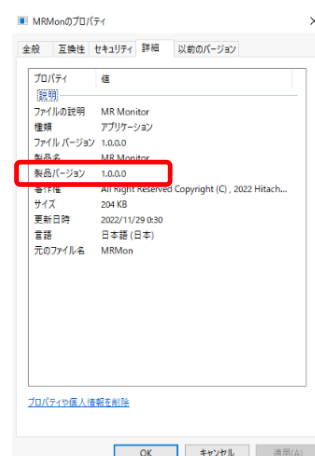 MRMonのプロパティ
全般 互換性 セキュリティ 詳細 以前のバージョン
プロパティ 値
説明
ファイルの説明 MR Monitor
種類 アプリケーション
ファイル バージョン 1.0.0.0
製品名 MR Monitor
製品バージョン 1.0.0.0
著作権 All Right Reserved Copyright (C) , 2022 Hitach...
サイズ 204 KB
更新日時 2022/11/29 0:30
言語 日本語 (日本)
元のファイル名 MRMon
プロパティや個人情報を削除
OK キャンセル 適用(A)